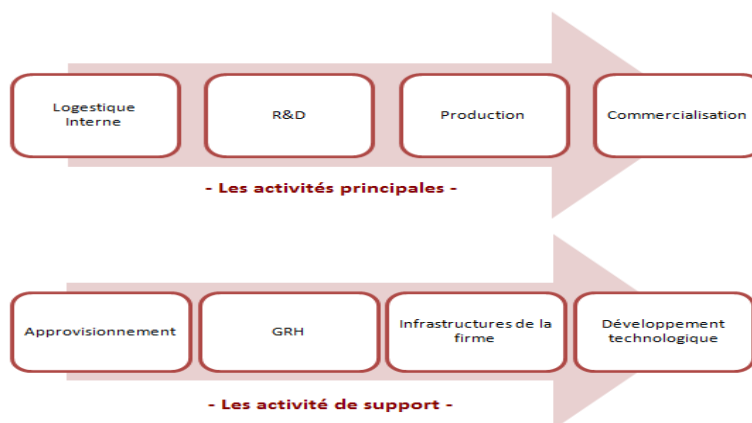 Logestique
Interne
R&D
Production
Commercialisation
- Les activités principales -
Approvisionnement
GRH
Infrastructures de la
firme
Développement
technologique
- Les activité de support -